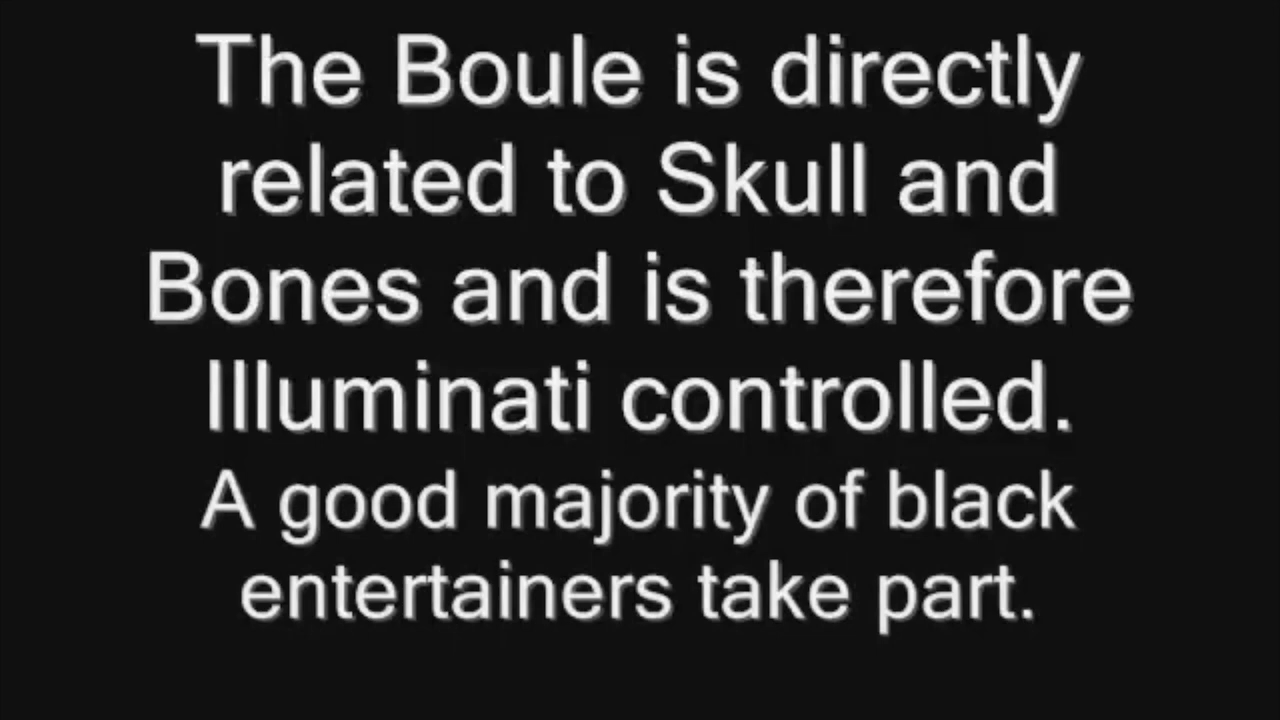 The Boule is directly
related to Skull and
Bones and is therefore
Illuminati controlled.
A good majority of black
entertainers take part.